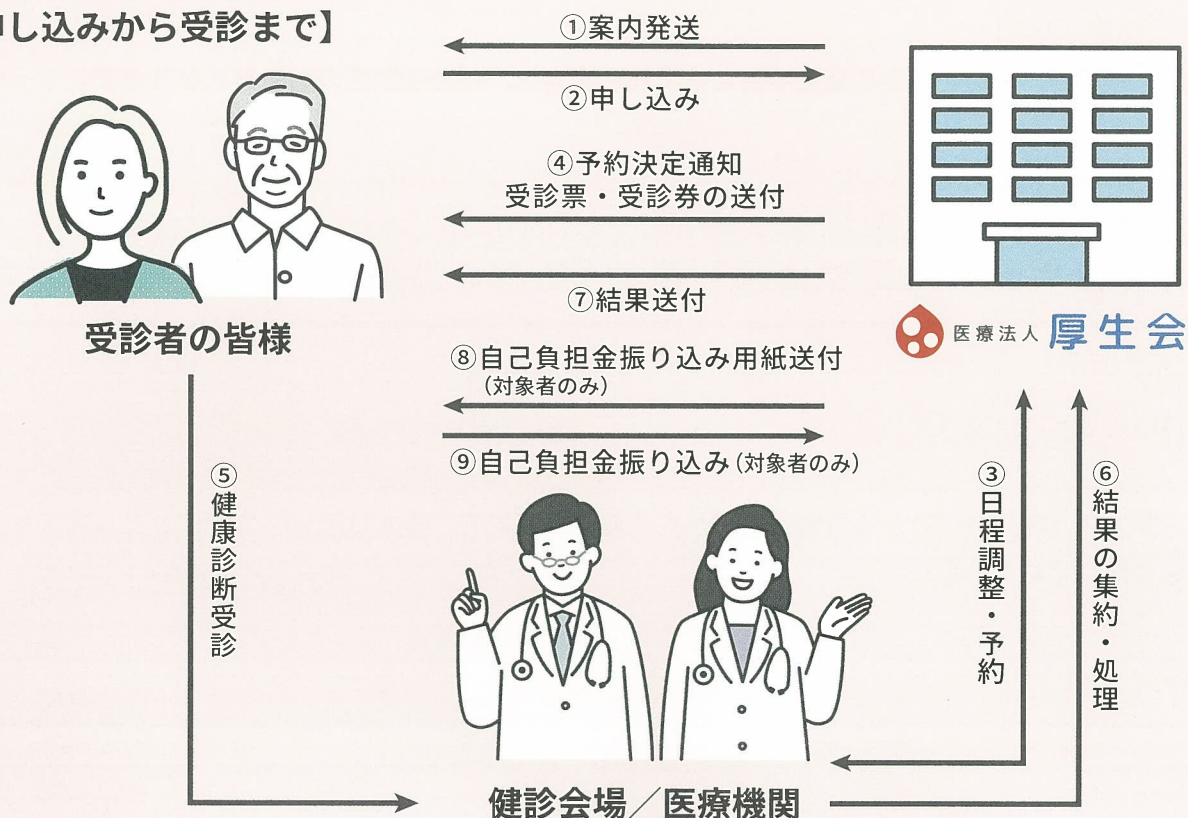 し込みから受診まで】
①案内発送
②申し込み
④予約決定通知
受診票・受診券の送付
⑦結果送付
受診者の皆様
医療法人 厚生会
⑧自己負担金振り込み用紙送付
(対象者のみ)
⑨自己負担金振り込み(対象者のみ)
⑤健康診断受診
③日程調整・予約
⑥結果の集約・処理
健診会場／医療機関